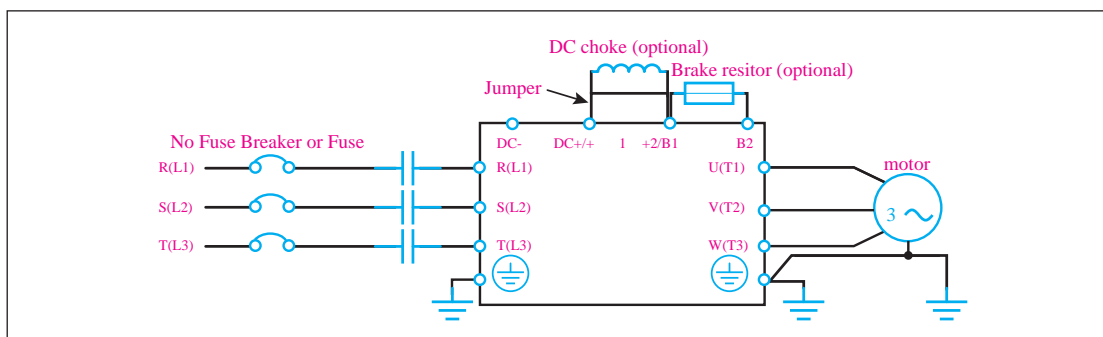 DC choke (optional)
Brake resitor (optional)
Jumper
No Fuse Breaker or Fuse
DC- DC+/+ 1 +2/B1 B2
R(L1) R(L1) U(T1) motor
S(L2) S(L2) V(T2) 3
T(L3) T(L3) W(T3)